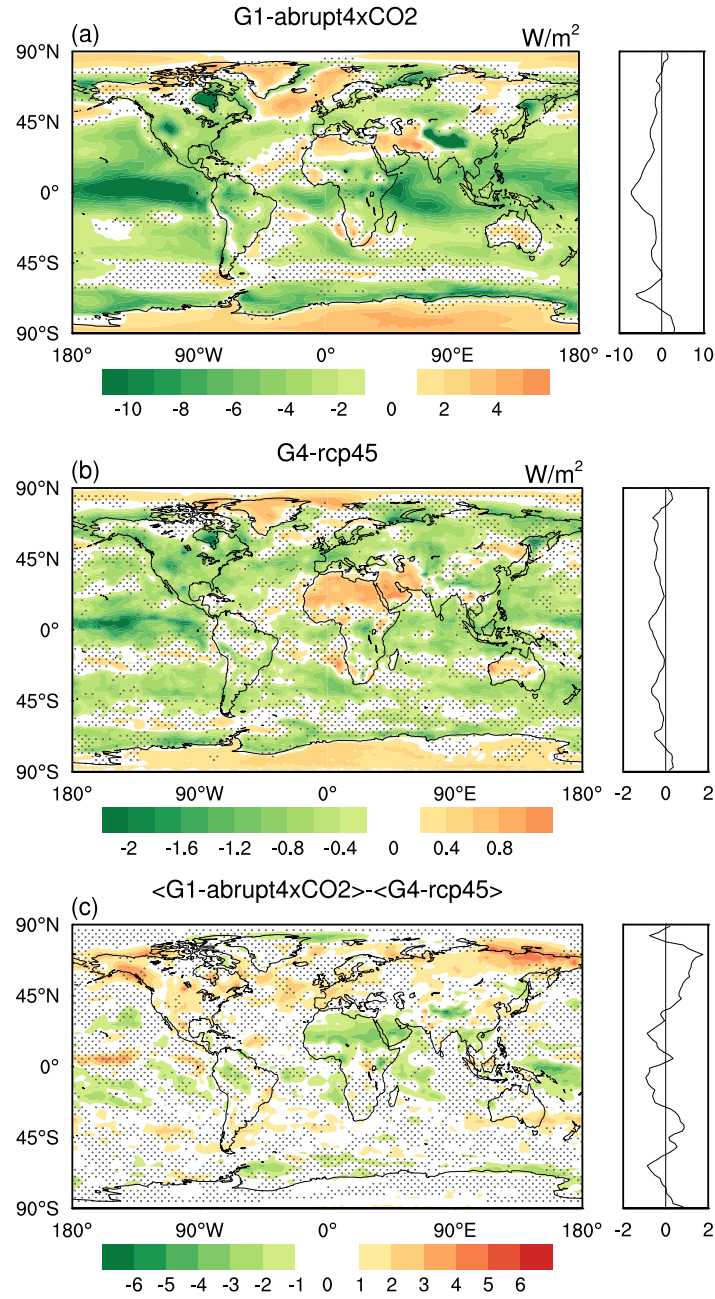 G1-abrupt4xCO2
(a) W/m²
90°N
45°N
0°
45°S
90°S
180° 90°W 0° 90°E 180° -10 0 10
-10 -8 -6 -4 -2 0 2 4
G4-rcp45
(b) W/m²
90°N
45°N
0°
45°S
90°S
180° 90°W 0° 90°E 180° -2 0 2
-2 -1.6 -1.2 -0.8 -0.4 0 0.4 0.8
<G1-abrupt4xCO2>-<G4-rcp45>
(c)
90°N
45°N
0°
45°S
90°S
180° 90°W 0° 90°E 180° -2 0 2
-6 -5 -4 -3 -2 -1 0 1 2 3 4 5 6